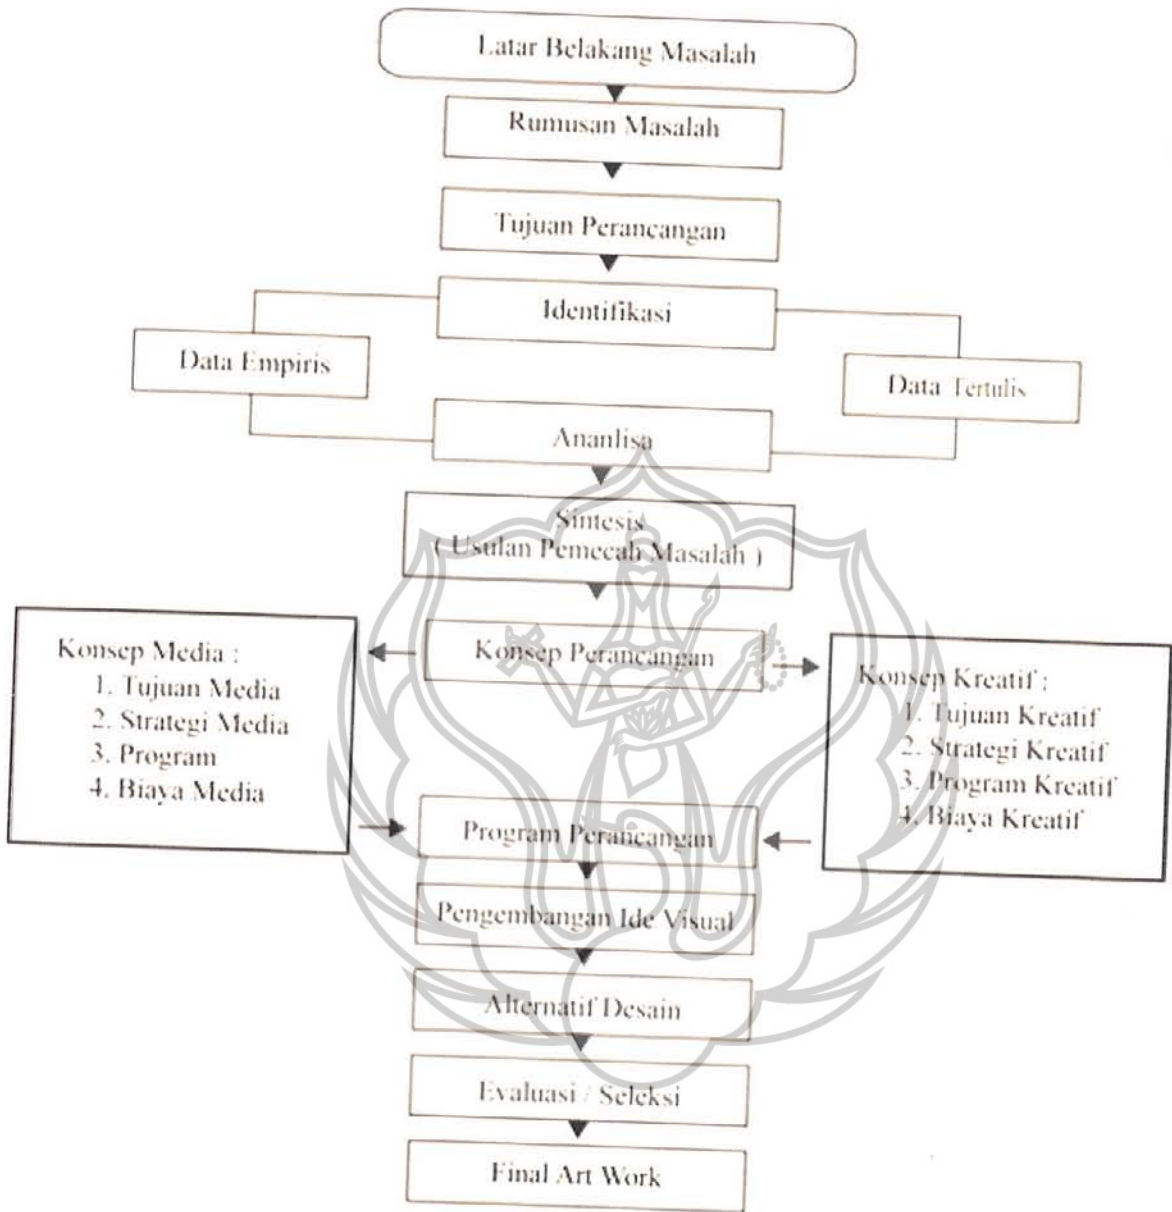 Latar Belakang Masalah
Rumusan Masalah
Tujuan Perancangan
Identifikasi
Data Empiris
Data Tertulis
Ananlisa
Sintesis
( Usulan Pemecah Masalah )
Konsep Perancangan
Konsep Media :
1. Tujuan Media
2. Strategi Media
3. Program
4. Biaya Media
Konsep Kreatif :
1. Tujuan Kreatif
2. Strategi Kreatif
3. Program Kreatif
4. Biaya Kreatif
Program Perancangan
Pengembangan Ide Visual
Alternatif Desain
Evaluasi / Seleksi
Final Art Work